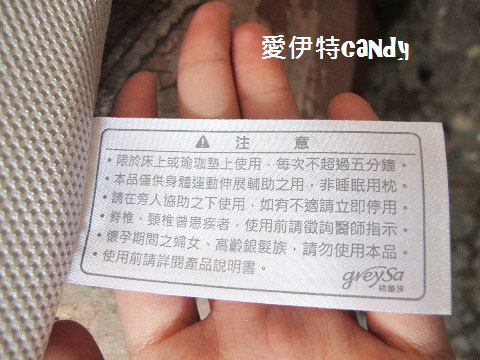 愛伊特candy
注意
•限於床上或瑜珈墊上使用，每次不超過五分鐘。
•本品僅供身體運動伸展輔助之用，非睡眠用枕。
•請在旁人協助之下使用，如有不適請立即停用。
•脊椎、頸椎曾患疾者，使用前請徵詢醫師指示。
•懷孕期間之婦女、高齡銀髮族，請勿使用本品。
•使用前請詳閱產品說明書。
greySa
格蕾莎